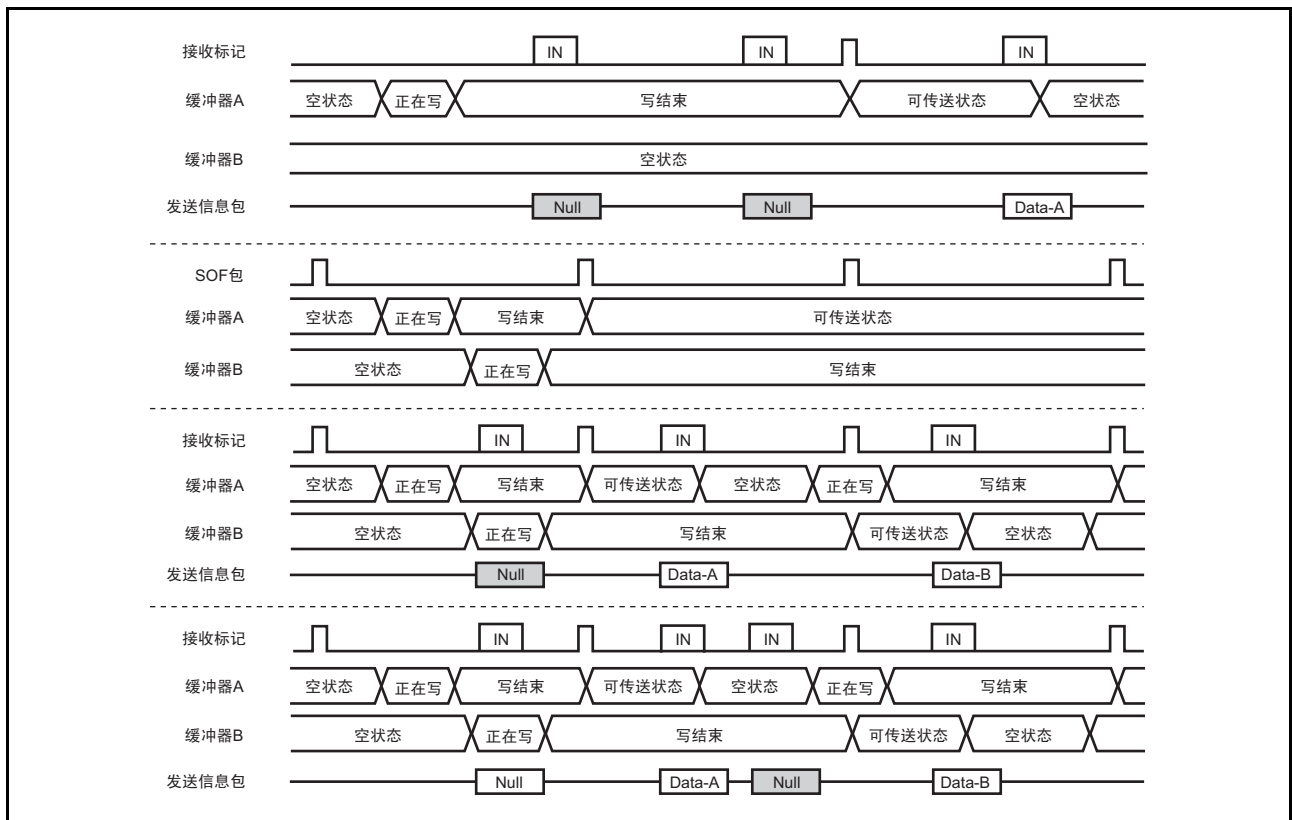 接收标记 IN IN IN
缓冲器A 空状态 正在写 写结束 可传送状态 空状态
缓冲器B 空状态
发送信息包 Null Null Data-A
SOF包
缓冲器A 空状态 正在写 写结束 可传送状态
缓冲器B 空状态 正在写 写结束
接收标记 IN IN IN
缓冲器A 空状态 正在写 写结束 可传送状态 空状态 正在写 写结束
缓冲器B 空状态 正在写 写结束 可传送状态 空状态
发送信息包 Null Data-A Data-B
接收标记 IN IN IN IN
缓冲器A 空状态 正在写 写结束 可传送状态 空状态 正在写 写结束
缓冲器B 空状态 正在写 写结束 可传送状态 空状态
发送信息包 Null Data-A Null Data-B